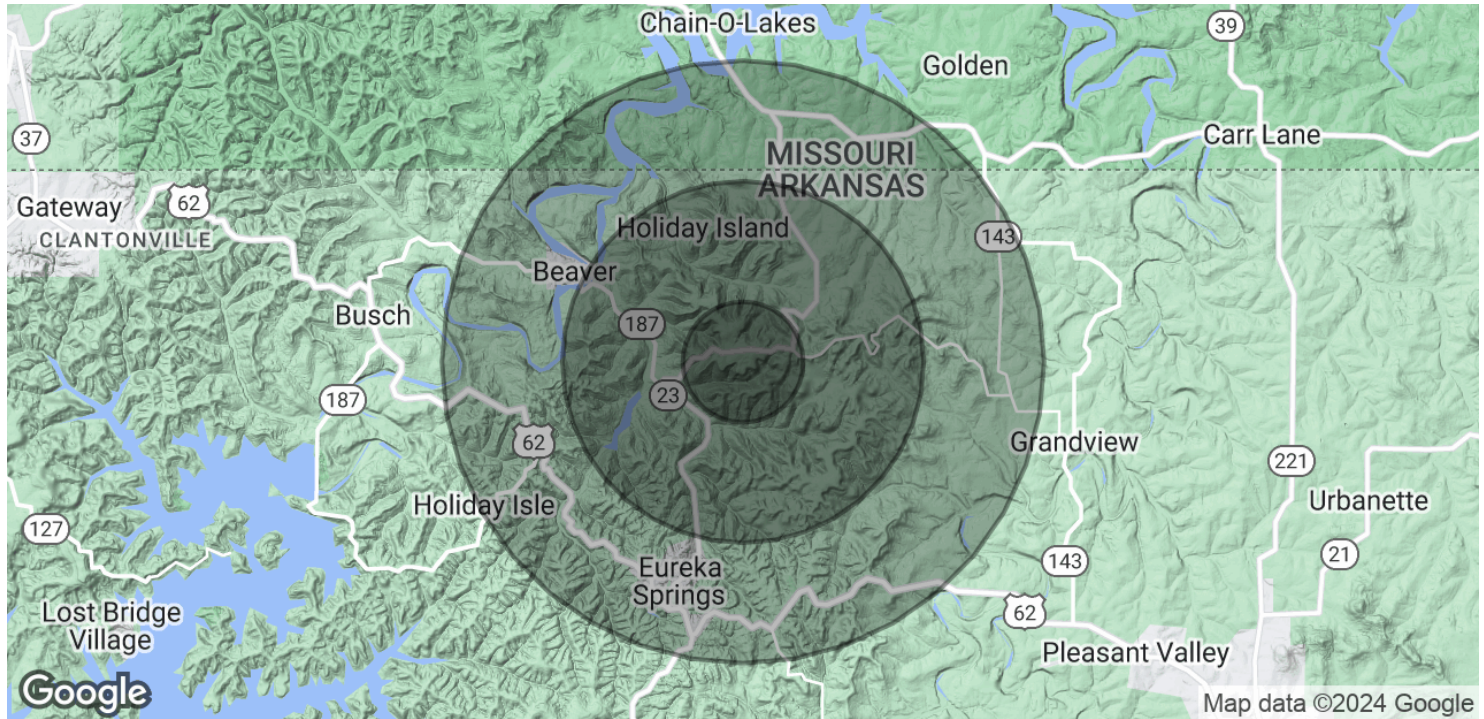 Chain-O-Lakes
39
Golden
37
Carr Lane
MISSOURI
ARKANSAS
62
Gateway
CLANTONVILLE
Holiday Island
143
Beaver
Busch
187
187
23
62
Grandview
221
Holiday Isle
Urbanette
127
21
143
Eureka
Springs
62
Lost Bridge
Village
Pleasant Valley
Google
Map data ©2024 Google